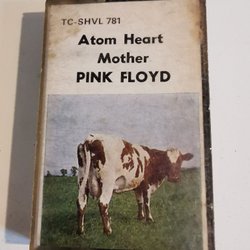 TC-SHVL 781
Atom Heart
Mother
PINK FLOYD